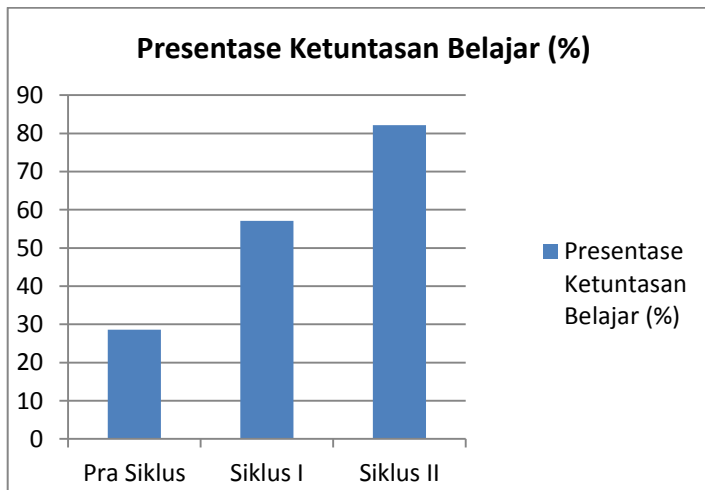 Presentase Ketuntasan Belajar (%)
90
80
70
60
50
40
30
20
10
0
Pra Siklus
Siklus I
Siklus II
Presentase
Ketuntasan
Belajar (%)